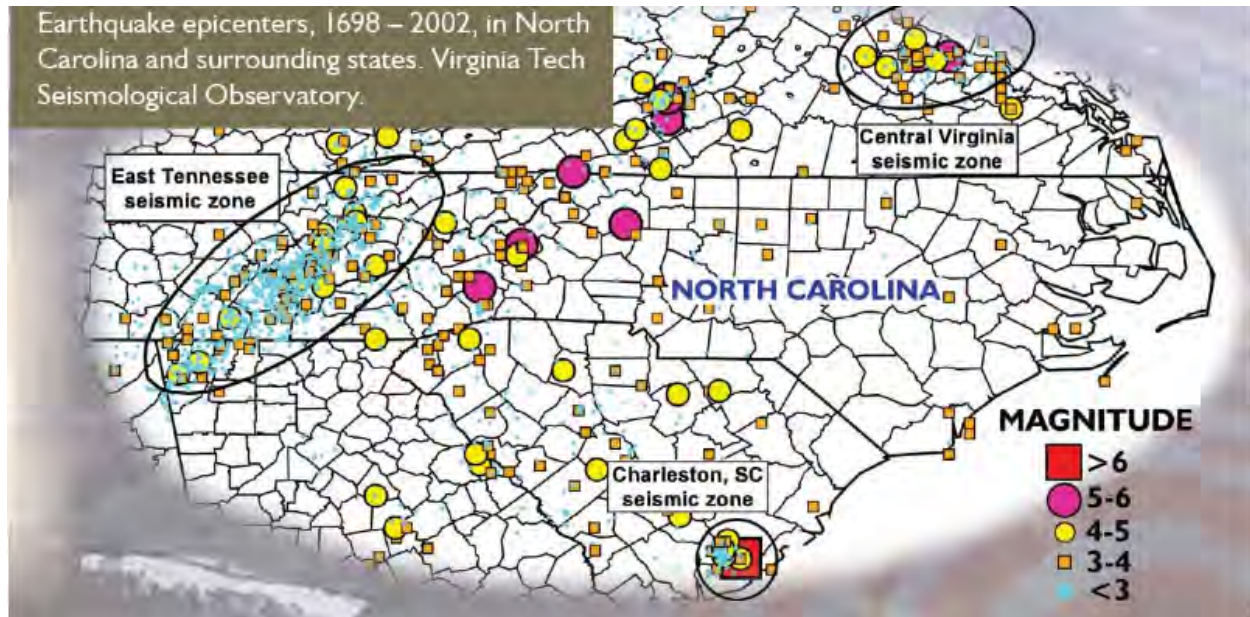 Earthquake epicenters, 1698 – 2002, in North
Carolina and surrounding states. Virginia Tech
Seismological Observatory.
Central Virginia
seismic zone
East Tennessee
seismic zone
NORTH CAROLINA
Charleston, SC
seismic zone
MAGNITUDE
>6
5-6
4-5
3-4
<3